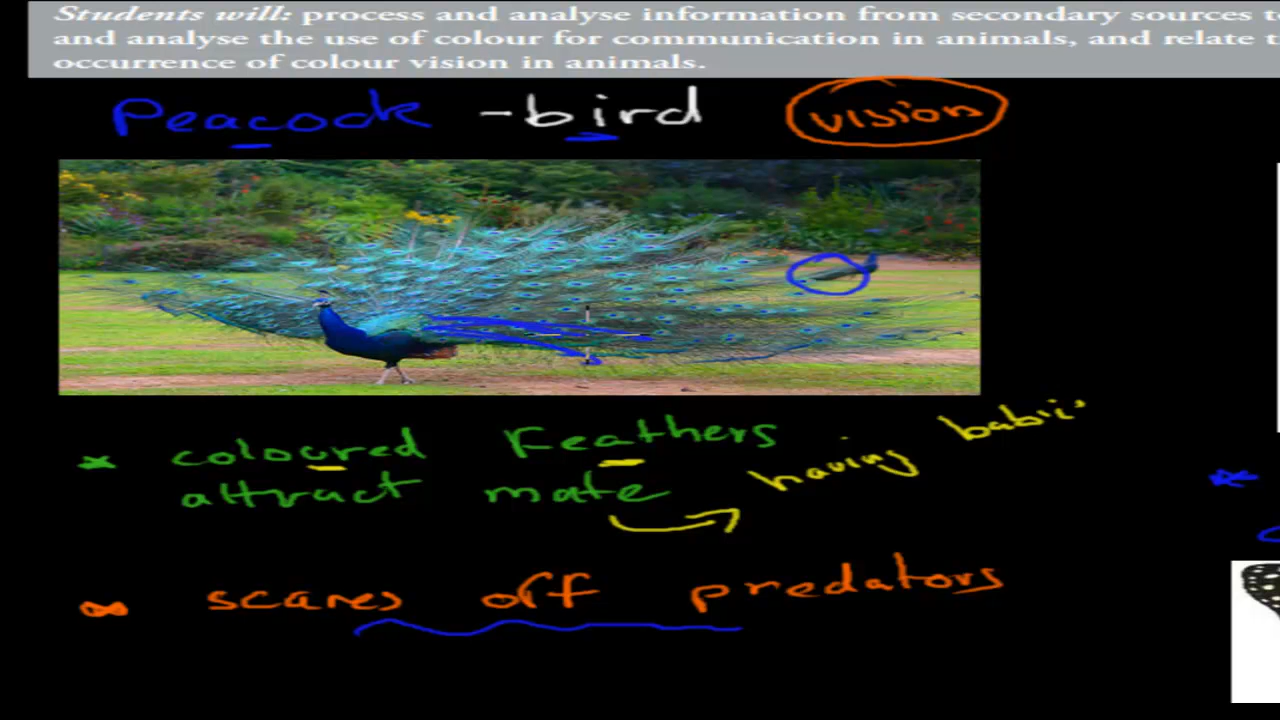 Students will: process and analyse information from secondary sources t
and analyse the use of colour for communication in animals, and relate t
occurrence of colour vision in animals.
Peacock - bird vision
* coloured Feathers
attract mate having babi
* scares off predators